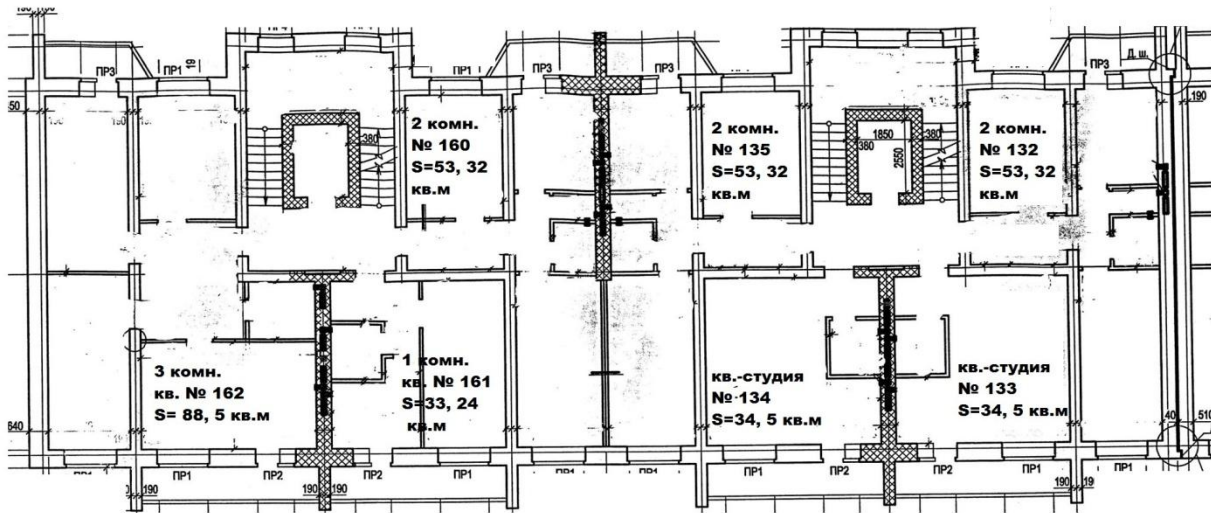 ПР3
ПР1
19
ПР1
ПР3
ПР3
ПР1
ПР1
ПР3
Д. ш.
190
2 комн.
№ 160
S=53, 32
кв.м
380
2 комн.
№ 135
S=53, 32
кв.м
380
1850
2550
380
2 комн.
№ 132
S=53, 32
кв.м
3 комн.
кв. № 162
S= 88, 5 кв.м
1 комн.
кв. № 161
S=33, 24
кв.м
кв.-студия
№ 134
S=34, 5 кв.м
кв.-студия
№ 133
S=34, 5 кв.м
640
40
510
ПР1
ПР2
ПР2
ПР1
ПР1
ПР1
ПР2
ПР2
ПР1
ПР1
190
190
190
190
19